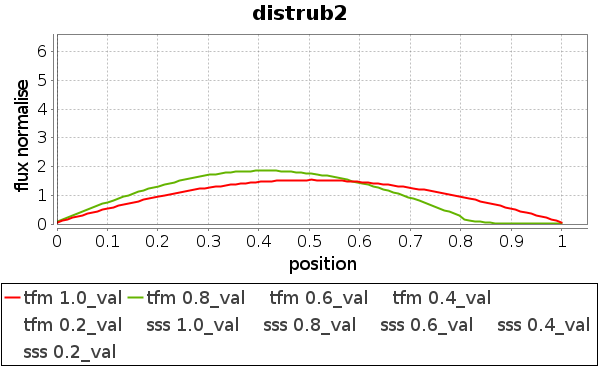 distrub2
flux normalise
6
5
4
3
2
1
0
0 0.1 0.2 0.3 0.4 0.5 0.6 0.7 0.8 0.9 1
position
tfm 1.0_val tfm 0.8_val tfm 0.6_val tfm 0.4_val
tfm 0.2_val sss 1.0_val sss 0.8_val sss 0.6_val sss 0.4_val
sss 0.2_val